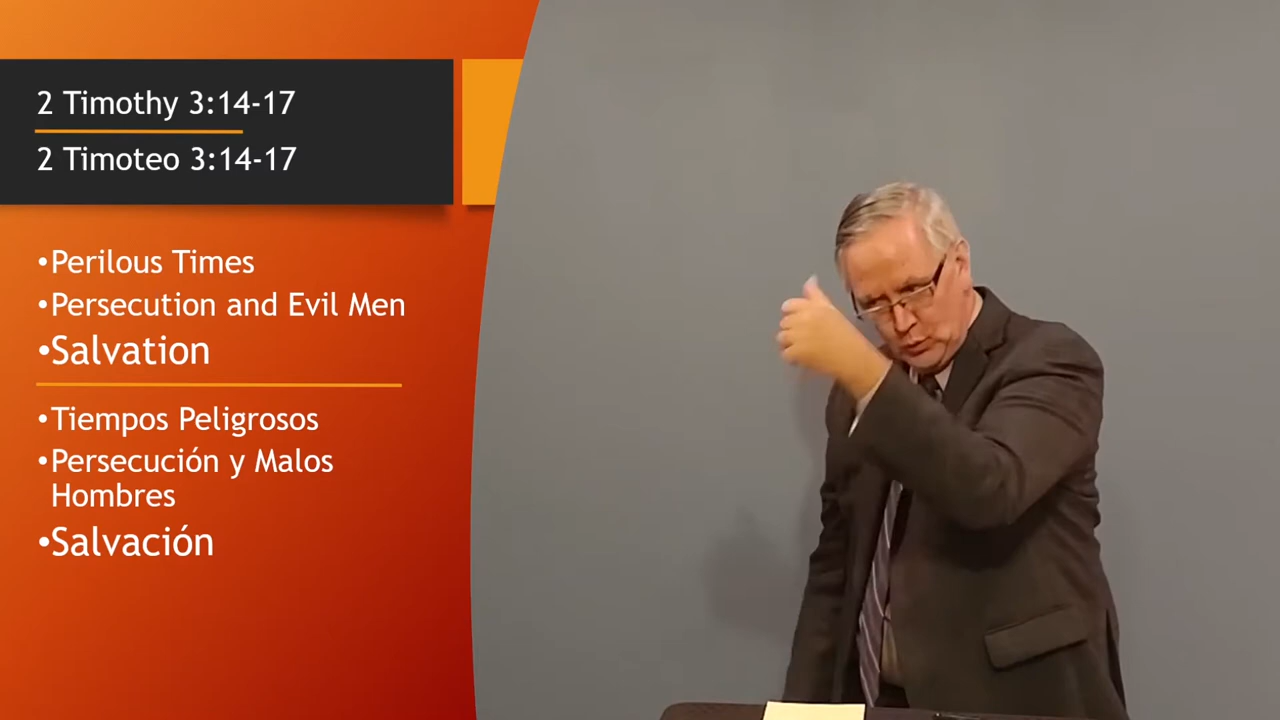 2 Timothy 3:14-17
2 Timoteo 3:14-17
•Perilous Times
•Persecution and Evil Men
•Salvation
•Tiempos Peligrosos
•Persecución y Malos
Hombres
•Salvación